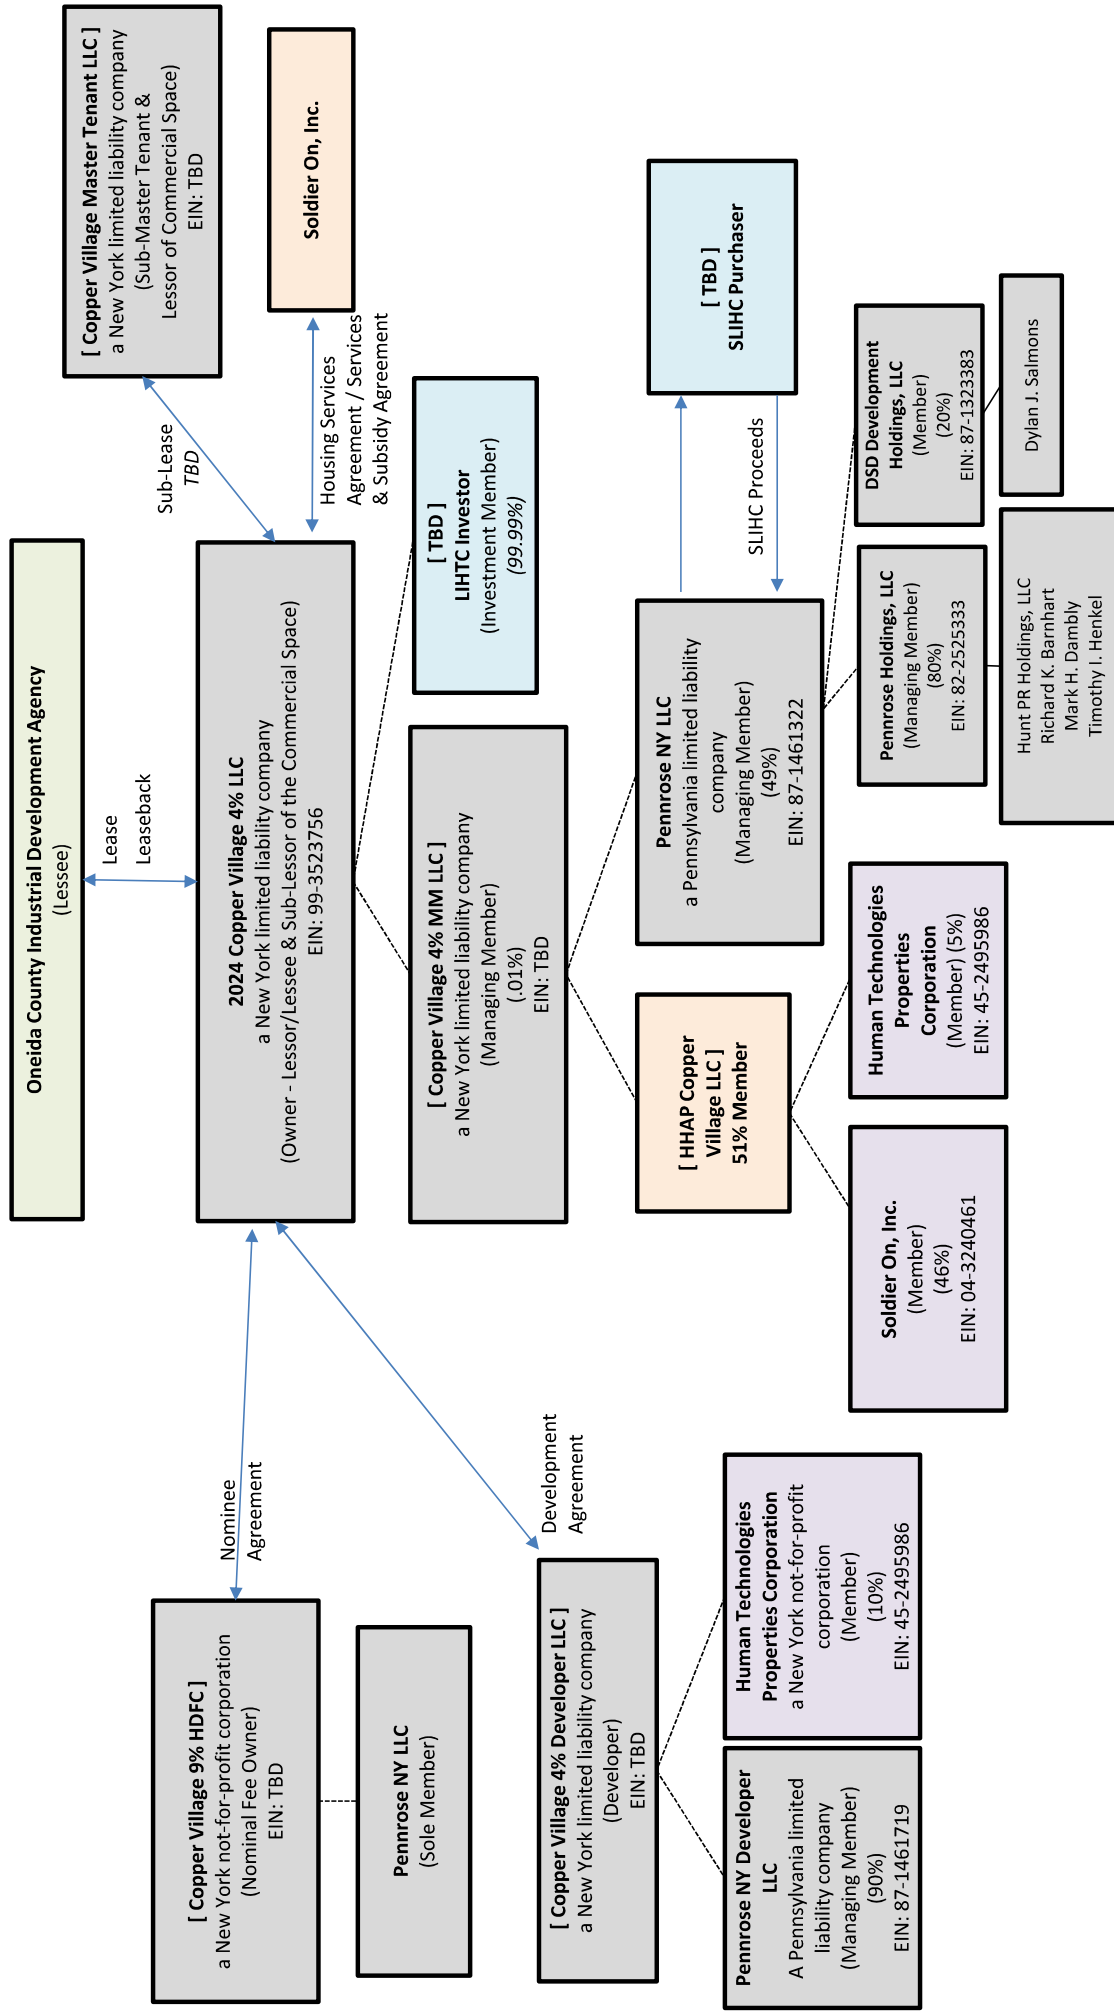 Oneida County Industrial Development Agency
(Lessee)
Lease
Leaseback
[ Copper Village Master Tenant LLC ]
a New York limited liability company
(Sub-Master Tenant &
Lessor of Commercial Space)
EIN: TBD
Sub-Lease
TBD
2024 Copper Village 4% LLC
a New York limited liability company
(Owner - Lessor/Lessee & Sub-Lessor of the Commercial Space)
EIN: 99-3523756
Soldier On, Inc.
Housing Services
Agreement / Services
& Subsidy Agreement
Nominee
Agreement
[ Copper Village 9% HDFC ]
a New York not-for-profit corporation
(Nominal Fee Owner)
EIN: TBD
Pennrose NY LLC
(Sole Member)
[ Copper Village 4% MM LLC ]
a New York limited liability company
(Managing Member)
(.01%)
EIN: TBD
[ TBD ]
LIHTC Investor
(Investment Member)
(99.99%)
Development
Agreement
[ Copper Village 4% Developer LLC ]
a New York limited liability company
(Developer)
EIN: TBD
[ HHAP Copper
Village LLC ]
51% Member
Pennrose NY LLC
a Pennsylvania limited liability
company
(Managing Member)
(49%)
EIN: 87-1461322
SLIHC Proceeds
[ TBD ]
SLIHC Purchaser
Pennrose NY Developer
LLC
A Pennsylvania limited
liability company
(Managing Member)
(90%)
EIN: 87-1461719
Human Technologies
Properties Corporation
a New York not-for-profit
corporation
(Member)
(10%)
EIN: 45-2495986
Soldier On, Inc.
(Member)
(46%)
EIN: 04-3240461
Human Technologies
Properties
Corporation
(Member) (5%)
EIN: 45-2495986
Pennrose Holdings, LLC
(Managing Member)
(80%)
EIN: 82-2525333
DSD Development
Holdings, LLC
(Member)
(20%)
EIN: 87-1323383
Hunt PR Holdings, LLC
Richard K. Barnhart
Mark H. Dambly
Timothy I. Henkel
Dylan J. Salmons